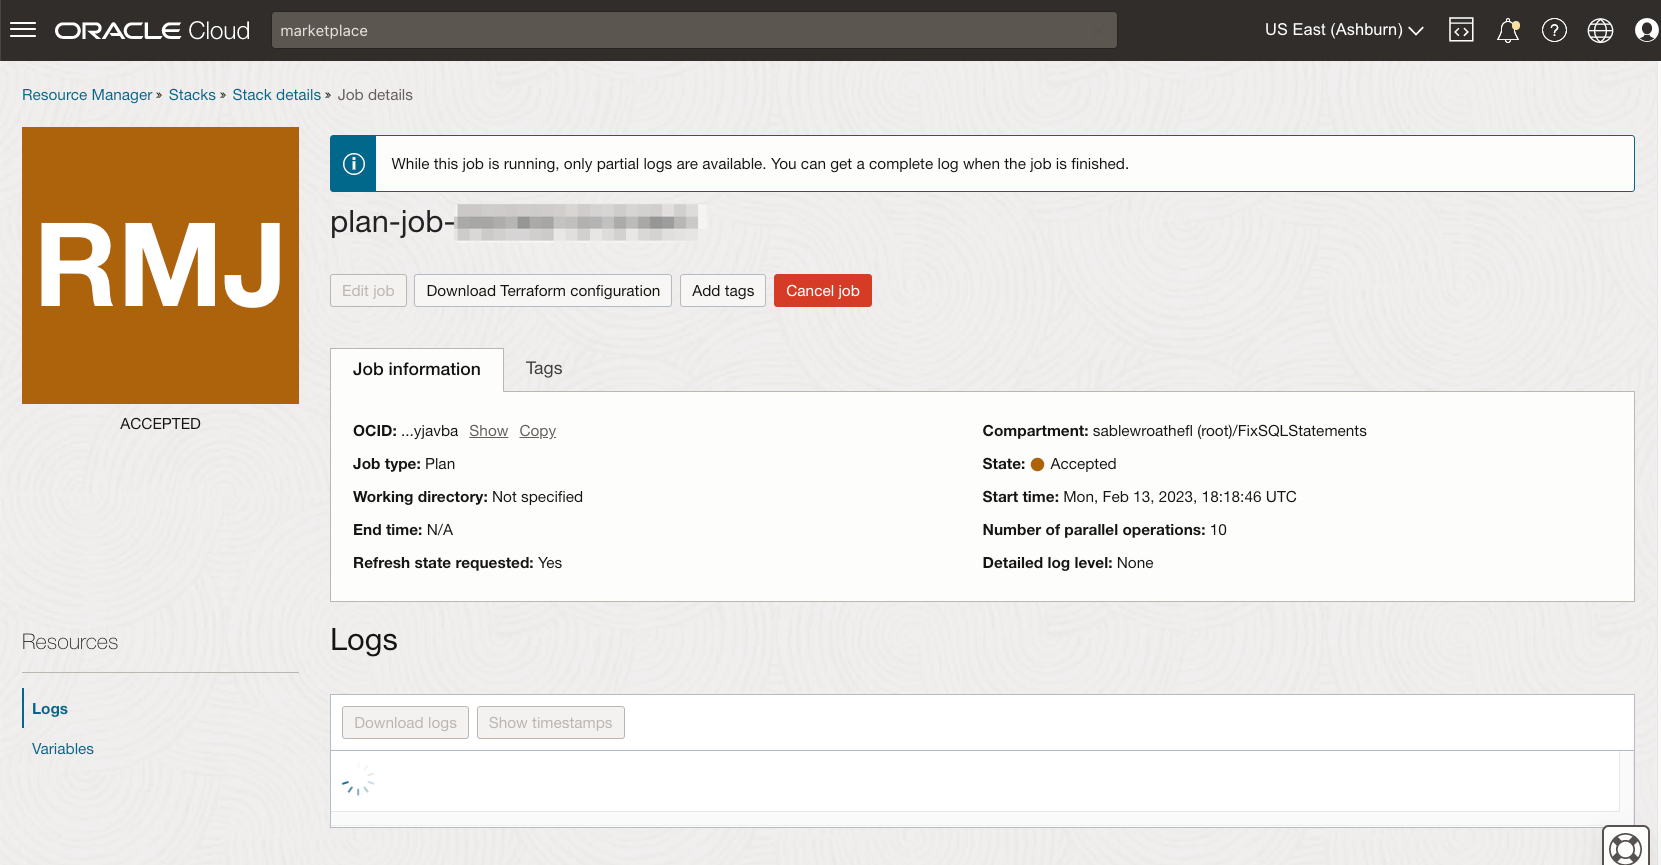 ORACLE Cloud
marketplace
US East (Ashburn)
Resource Manager » Stacks » Stack details » Job details
RMJ
ACCEPTED
While this job is running, only partial logs are available. You can get a complete log when the job is finished.
plan-job-
Edit job
Download Terraform configuration
Add tags
Cancel job
Job information
Tags
OCID: ...yjavba Show Copy
Job type: Plan
Working directory: Not specified
End time: N/A
Refresh state requested: Yes
Compartment: sablewroathefl (root)/FixSQLStatements
State: Accepted
Start time: Mon, Feb 13, 2023, 18:18:46 UTC
Number of parallel operations: 10
Detailed log level: None
Resources
Logs
Variables
Logs
Download logs
Show timestamps